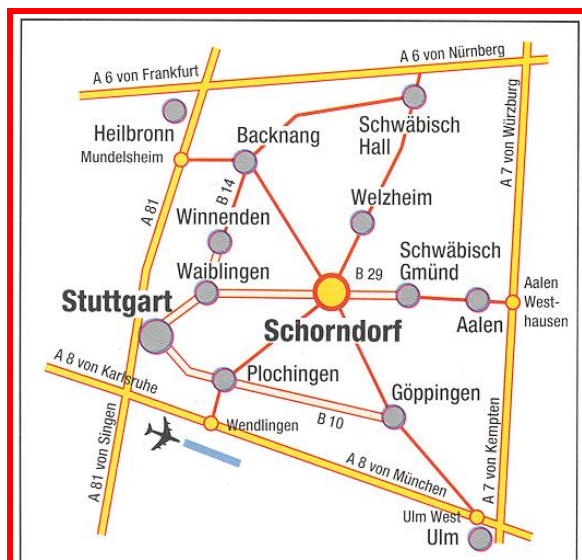 A 6 von Nürnberg
A 6 von Frankfurt
Heilbronn
Mundelsheim
Backnang
Schwäbisch
Hall
A 7 von Würzburg
A 81
B 14
Winnenden
Welzheim
Waiblingen
B 29
Schwäbisch
Gmünd
Stuttgart
Schorndorf
Aalen
Aalen
West-
hausen
A 8 von Karlsruhe
Plochingen
Göppingen
B 10
Wendlingen
A 81 von Singen
A 8 von München
A 7 von Kempten
Ulm West
Ulm